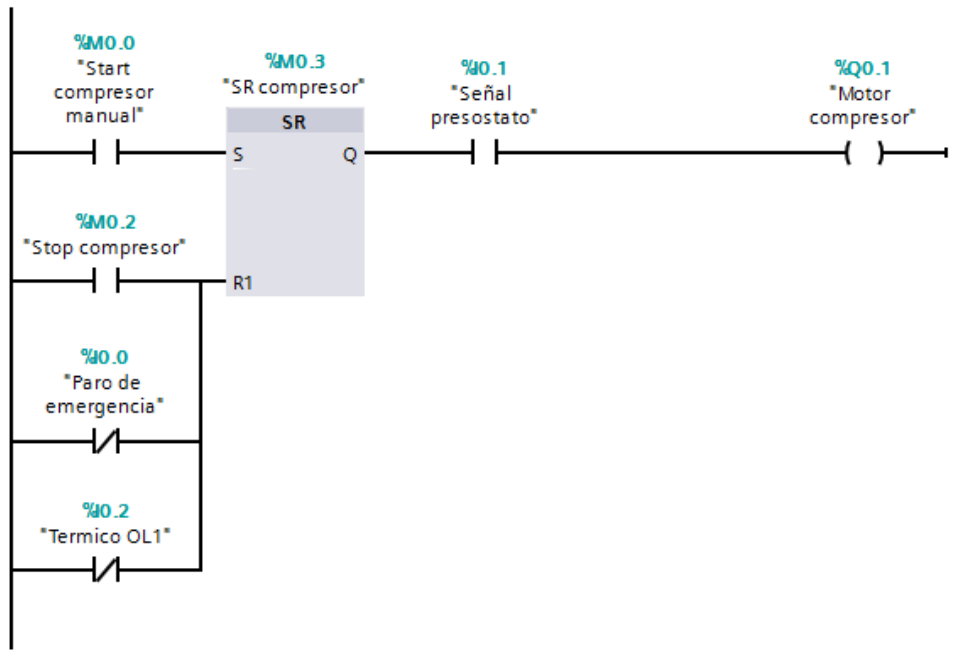 %M0.0
"Start
compresor
manual"
%M0.3
"SR compresor"
SR
S
Q
R1
%I0.1
"Señal
presostato"
%Q0.1
"Motor
compresor"
%M0.2
"Stop compresor"
%I0.0
"Paro de
emergencia"
%I0.2
"Termico OL1"